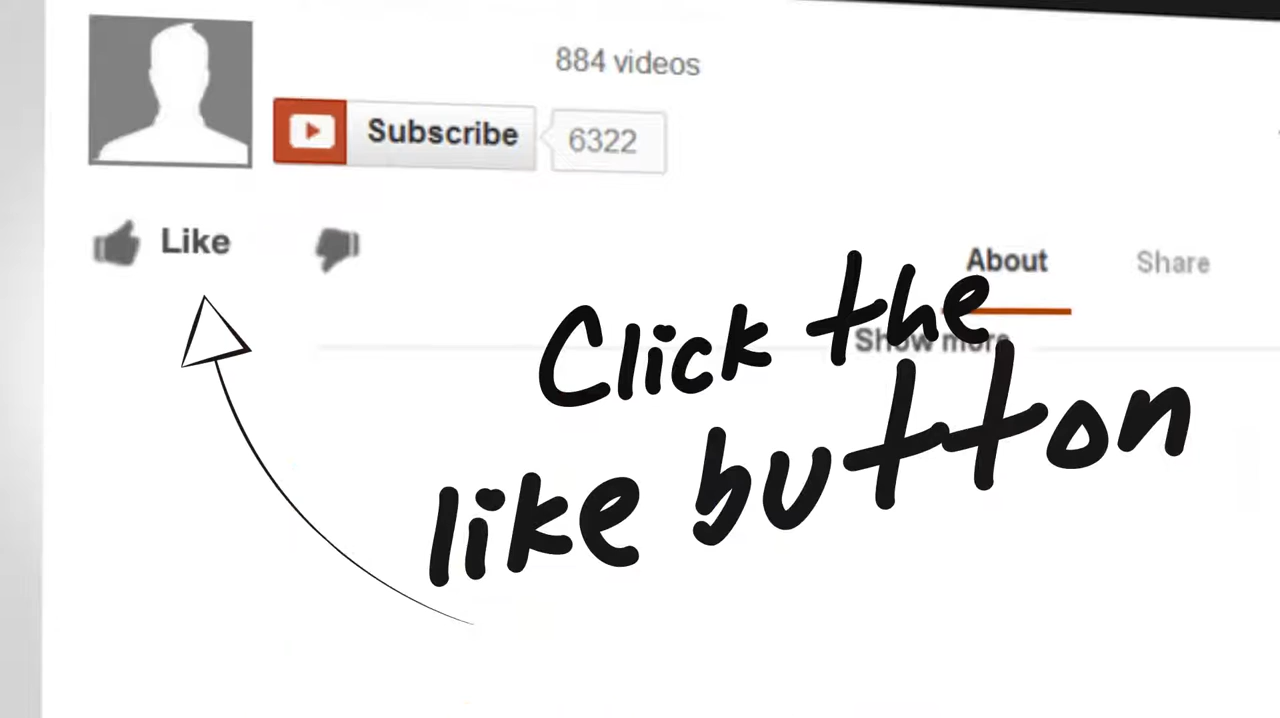 884 videos
Subscribe 6322
Like
About Share
Show more
Click the
like button